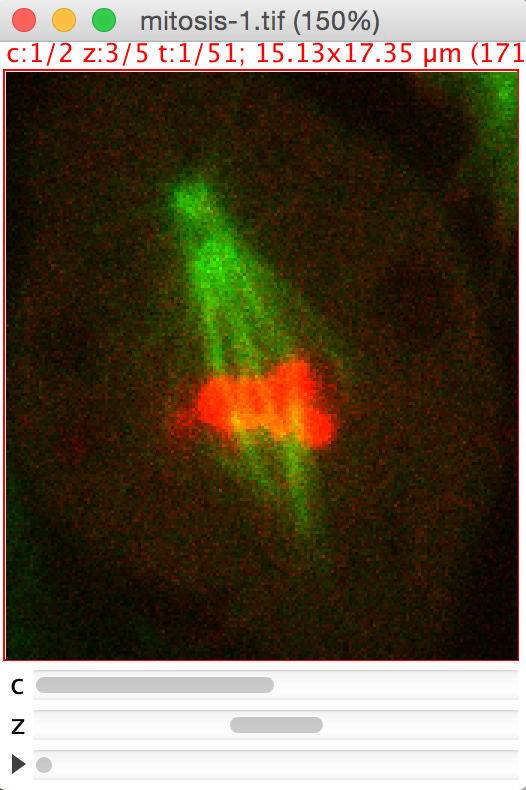 mitosis-1.tif (150%)
c:1/2 z:3/5 t:1/51; 15.13x17.35 µm (171
c
z